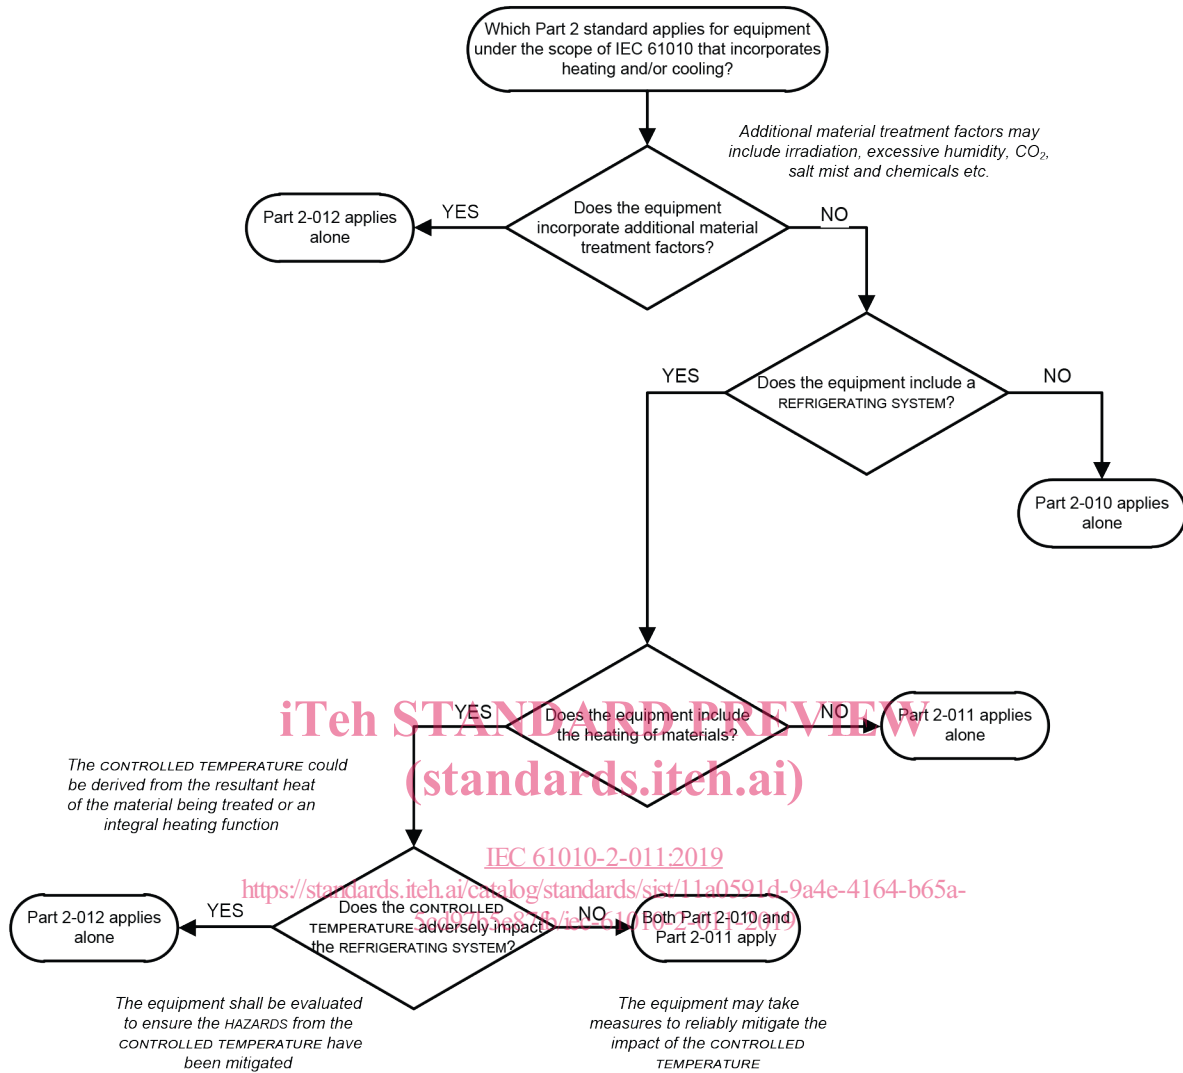 Which Part 2 standard applies for equipment
under the scope of IEC 61010 that incorporates
heating and/or cooling?
Additional material treatment factors may
include irradiation, excessive humidity, CO₂,
salt mist and chemicals etc.
YES
NO
Part 2-012 applies
alone
Does the equipment
incorporate additional material
treatment factors?
YES
NO
Does the equipment include a
REFRIGERATING SYSTEM?
Part 2-010 applies
alone
iTeh STANDARD PREVIEW
(standards.iteh.ai)
YES
NO
Does the equipment include
the heating of materials?
Part 2-011 applies
alone
The CONTROLLED TEMPERATURE could
be derived from the resultant heat
of the material being treated or an
integral heating function
IEC 61010-2-011:2019
https://standards.iteh.ai/catalog/standards/sist/11a0591d-9a4e-4164-b65a-
5cd97b5e87fb/iec-61010-2-011-2019
YES
NO
Part 2-012 applies
alone
Does the CONTROLLED
TEMPERATURE adversely impact
the REFRIGERATING SYSTEM?
Both Part 2-010 and
Part 2-011 apply
The equipment shall be evaluated
to ensure the HAZARDS from the
CONTROLLED TEMPERATURE have
been mitigated
The equipment may take
measures to reliably mitigate the
impact of the CONTROLLED
TEMPERATURE